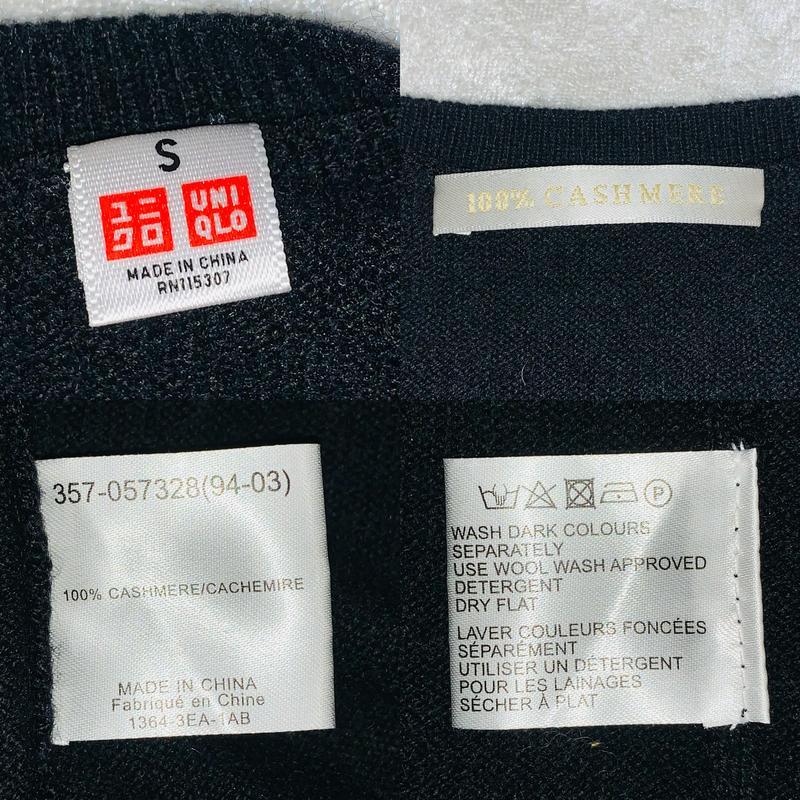 S
ユニ UNI
クロ QLO
MADE IN CHINA
RN115307
100% CASHMERE
357-057328(94-03)
100% CASHMERE/CACHEMIRE
MADE IN CHINA
Fabriqué en Chine
1364-3EA-1AB
P
WASH DARK COLOURS
SEPARATELY
USE WOOL WASH APPROVED
DETERGENT
DRY FLAT
LAVER COULEURS FONCÉES
SÉPARÉMENT
UTILISER UN DÉTERGENT
POUR LES LAINAGES
SÉCHER À PLAT